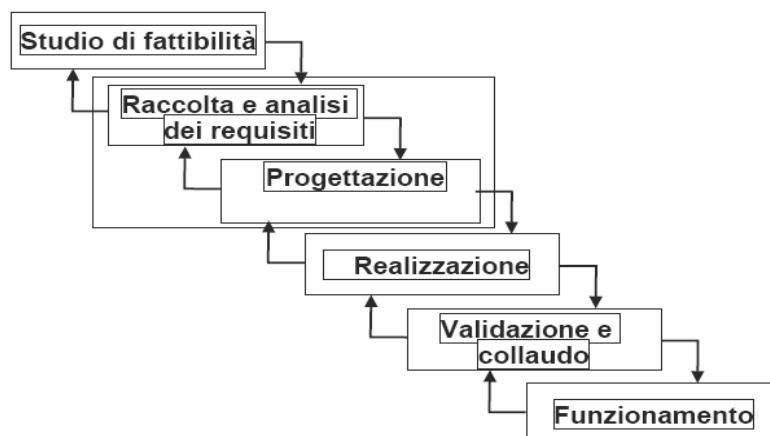 Studio di fattibilità
Raccolta e analisi
dei requisiti
Progettazione
Realizzazione
Validazione e
collaudo
Funzionamento